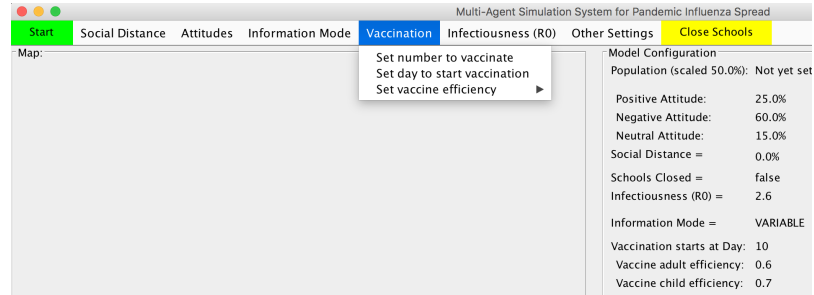 Multi-Agent Simulation System for Pandemic Influenza Spread
Start Social Distance Attitudes Information Mode Vaccination Infectiousness (R0) Other Settings Close Schools
Set number to vaccinate
Set day to start vaccination
Set vaccine efficiency
Map:
Model Configuration
Population (scaled 50.0%): Not yet set
Positive Attitude: 25.0%
Negative Attitude: 60.0%
Neutral Attitude: 15.0%
Social Distance = 0.0%
Schools Closed = false
Infectiousness (R0) = 2.6
Information Mode = VARIABLE
Vaccination starts at Day: 10
Vaccine adult efficiency: 0.6
Vaccine child efficiency: 0.7